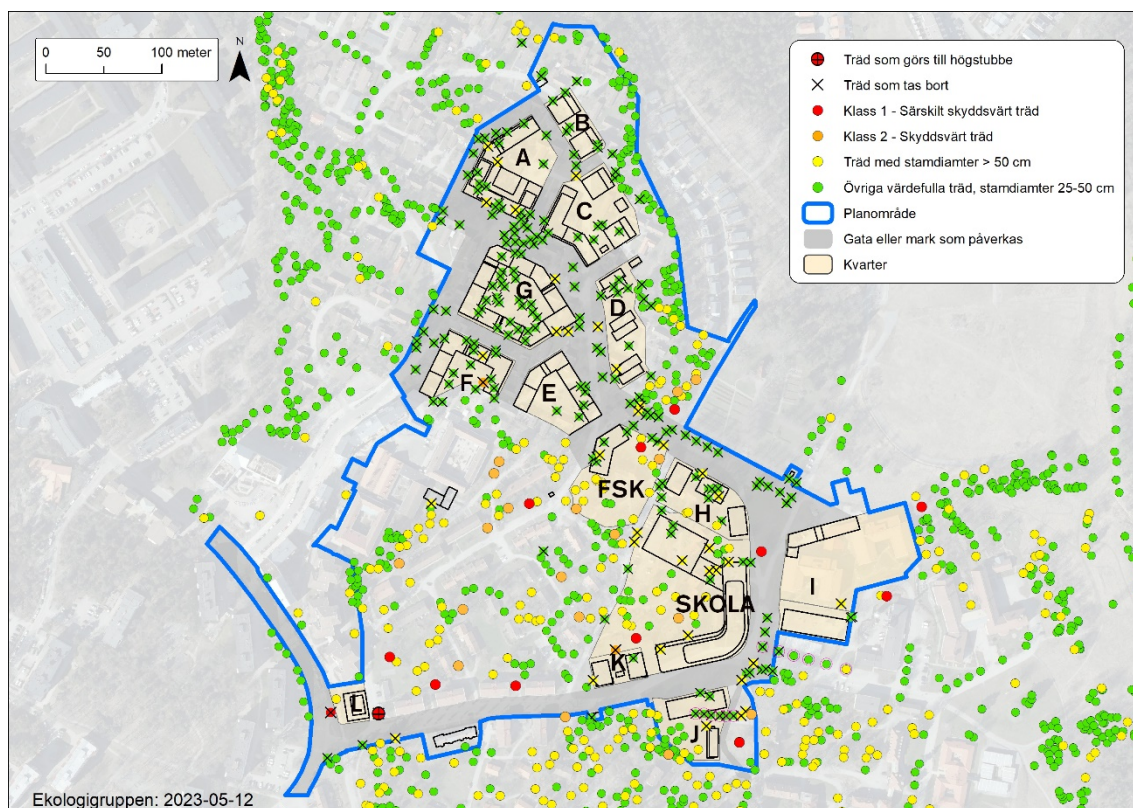 0 50 100 meter
N
Träd som görs till högstubbe
Träd som tas bort
Klass 1 - Särskilt skyddsvärt träd
Klass 2 - Skyddsvärt träd
Träd med stamdiamter > 50 cm
Övriga värdefulla träd, stamdiamter 25-50 cm
Planområde
Gata eller mark som påverkas
Kvarter
B
A
C
G
D
F
E
FSK
H
I
SKOLA
K
L
J
Ekologigruppen: 2023-05-12